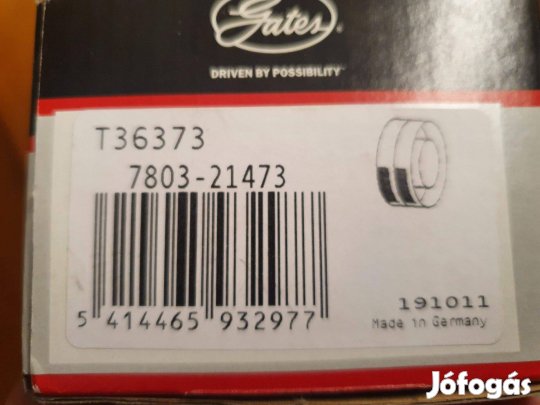 Gates
DRIVEN BY POSSIBILITY
T36373
7803-21473
5 414465 932977
191011
Made in Germany
Jófogás